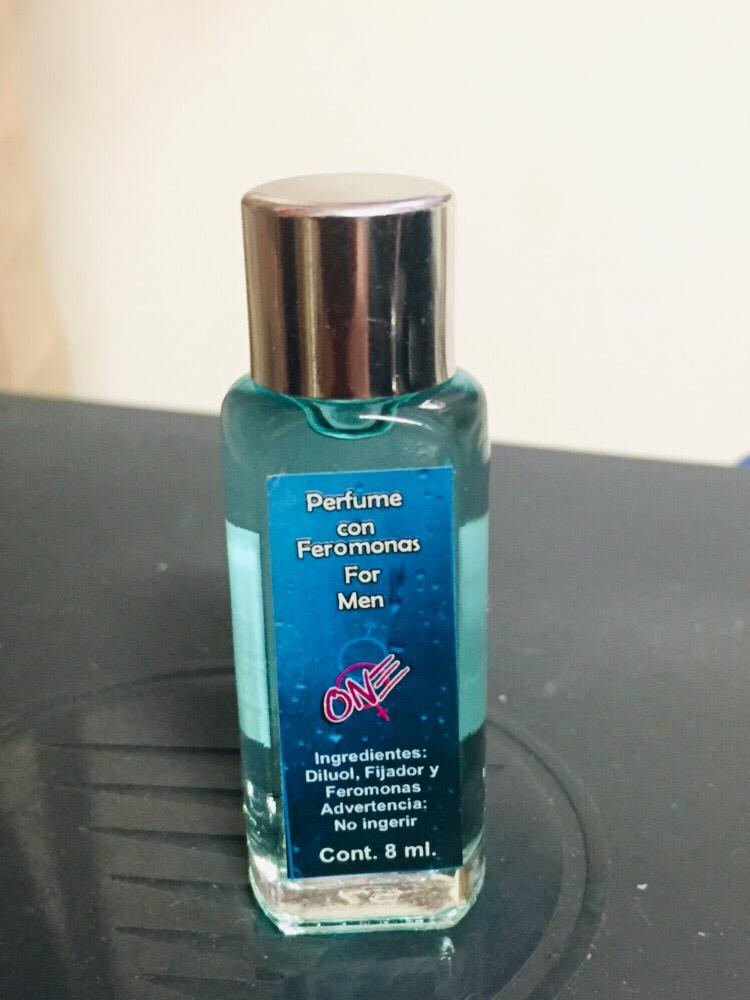 Perfume
con
Feromonas
For
Men
ONE
Ingredientes:
Diluol, Fijador y
Feromonas
Advertencia:
No ingerir
Cont. 8 ml.